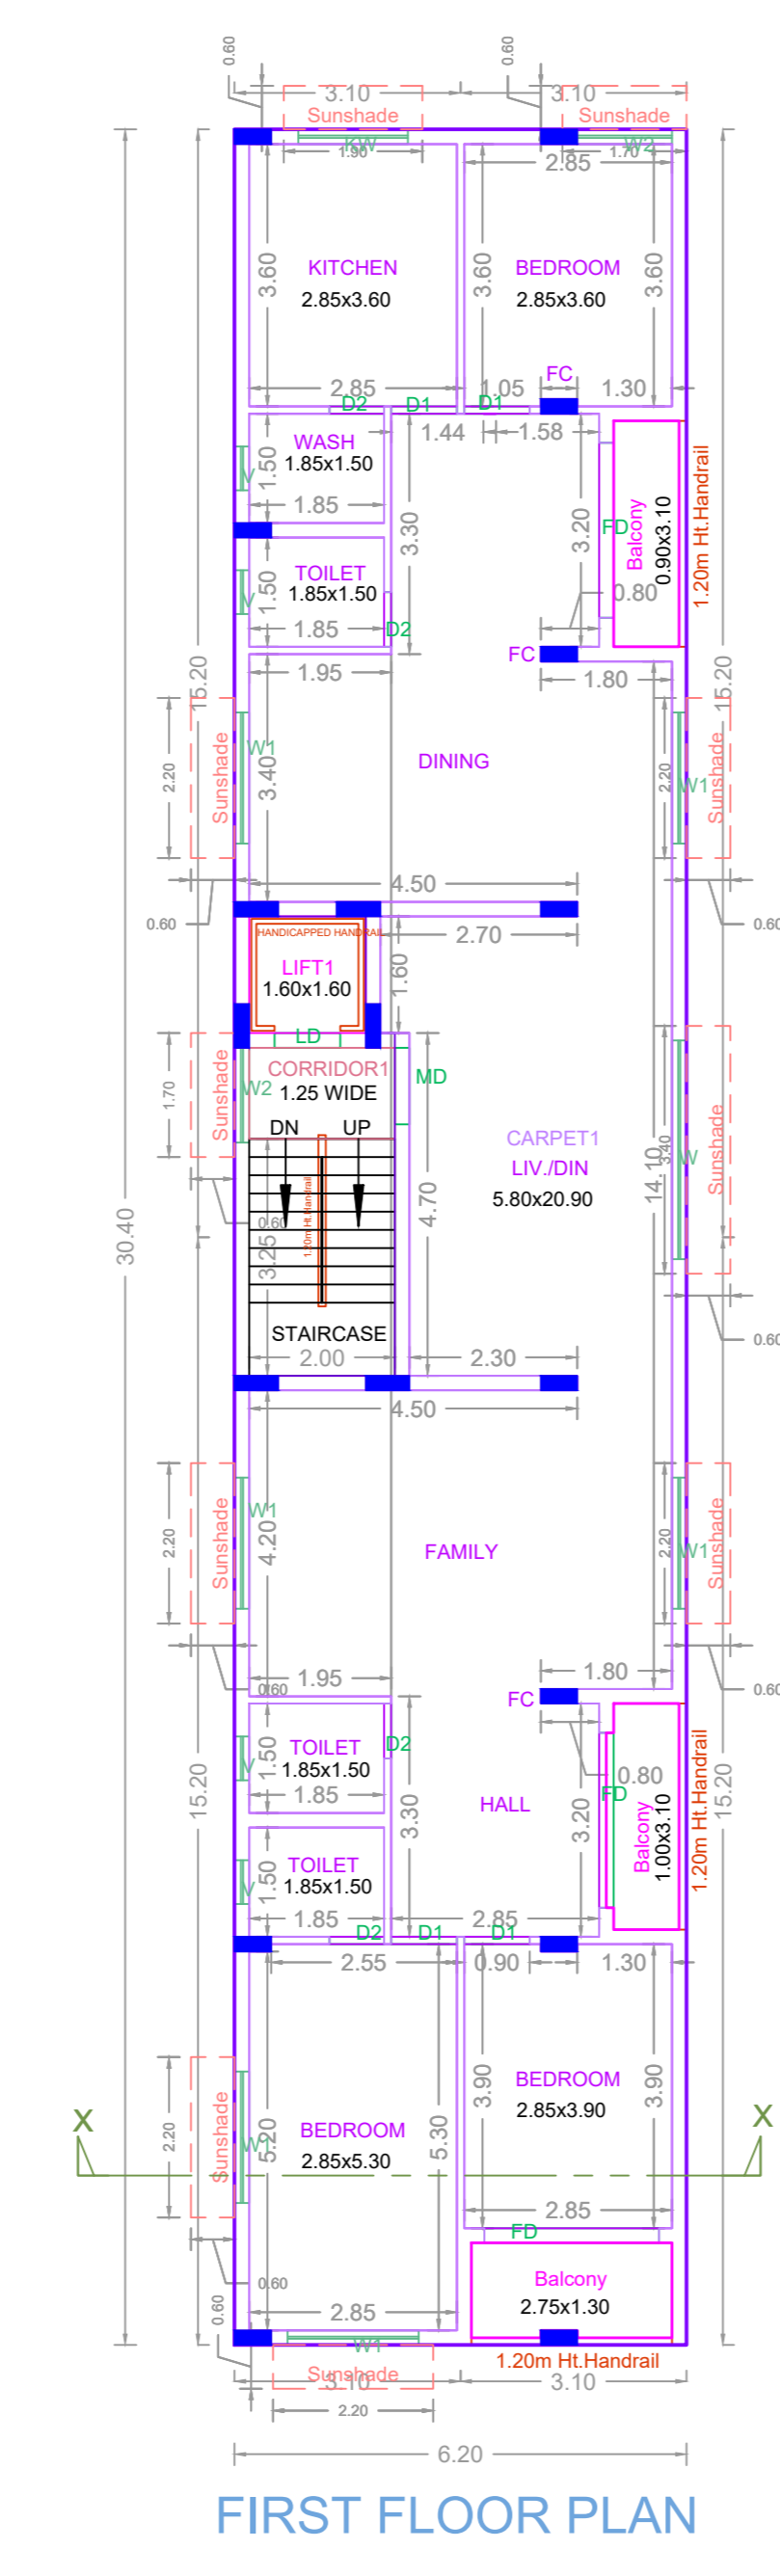 0.60
0.60
3.10
3.10
Sunshade
Sunshade
KW
W2
1.90
1.70
2.85
3.60
KITCHEN
2.85x3.60
3.60
BEDROOM
2.85x3.60
3.60
FC
2.85
1.05
1.30
D2
D1
D1
1.44
1.58
WASH
1.85x1.50
1.50
V
1.85
3.30
3.20
FD
Balcony
0.90x3.10
1.20m Ht.Handrail
TOILET
1.85x1.50
1.50
V
1.85
D2
0.80
FC
1.95
1.80
15.20
15.20
2.20
Sunshade
W1
3.40
DINING
2.20
W1
Sunshade
4.50
0.60
0.60
HANDICAPPED HANDRAIL
2.70
LIFT1
1.60x1.60
1.60
LD
CORRIDOR1
1.25 WIDE
MD
1.70
Sunshade
W2
DN
UP
CARPET1
LIV./DIN
5.80x20.90
14.10
3.40
W
Sunshade
30.40
0.60
3.25
1.20m Ht.Handrail
4.70
STAIRCASE
2.00
2.30
0.60
4.50
2.20
Sunshade
W1
4.20
FAMILY
2.20
W1
Sunshade
1.95
1.80
0.60
0.60
FC
TOILET
1.85x1.50
1.50
V
1.85
D2
15.20
15.20
HALL
3.30
3.20
0.80
FD
Balcony
1.00x3.10
1.20m Ht.Handrail
TOILET
1.85x1.50
1.50
V
1.85
2.85
D2
D1
D1
2.55
0.90
1.30
BEDROOM
2.85x3.90
3.90
3.90
X
X
BEDROOM
2.85x5.30
5.20
5.30
2.20
Sunshade
W1
2.85
FD
Balcony
2.75x1.30
0.60
0.60
2.85
W1
1.20m Ht.Handrail
Sunshade
3.10
3.10
2.20
6.20
FIRST FLOOR PLAN